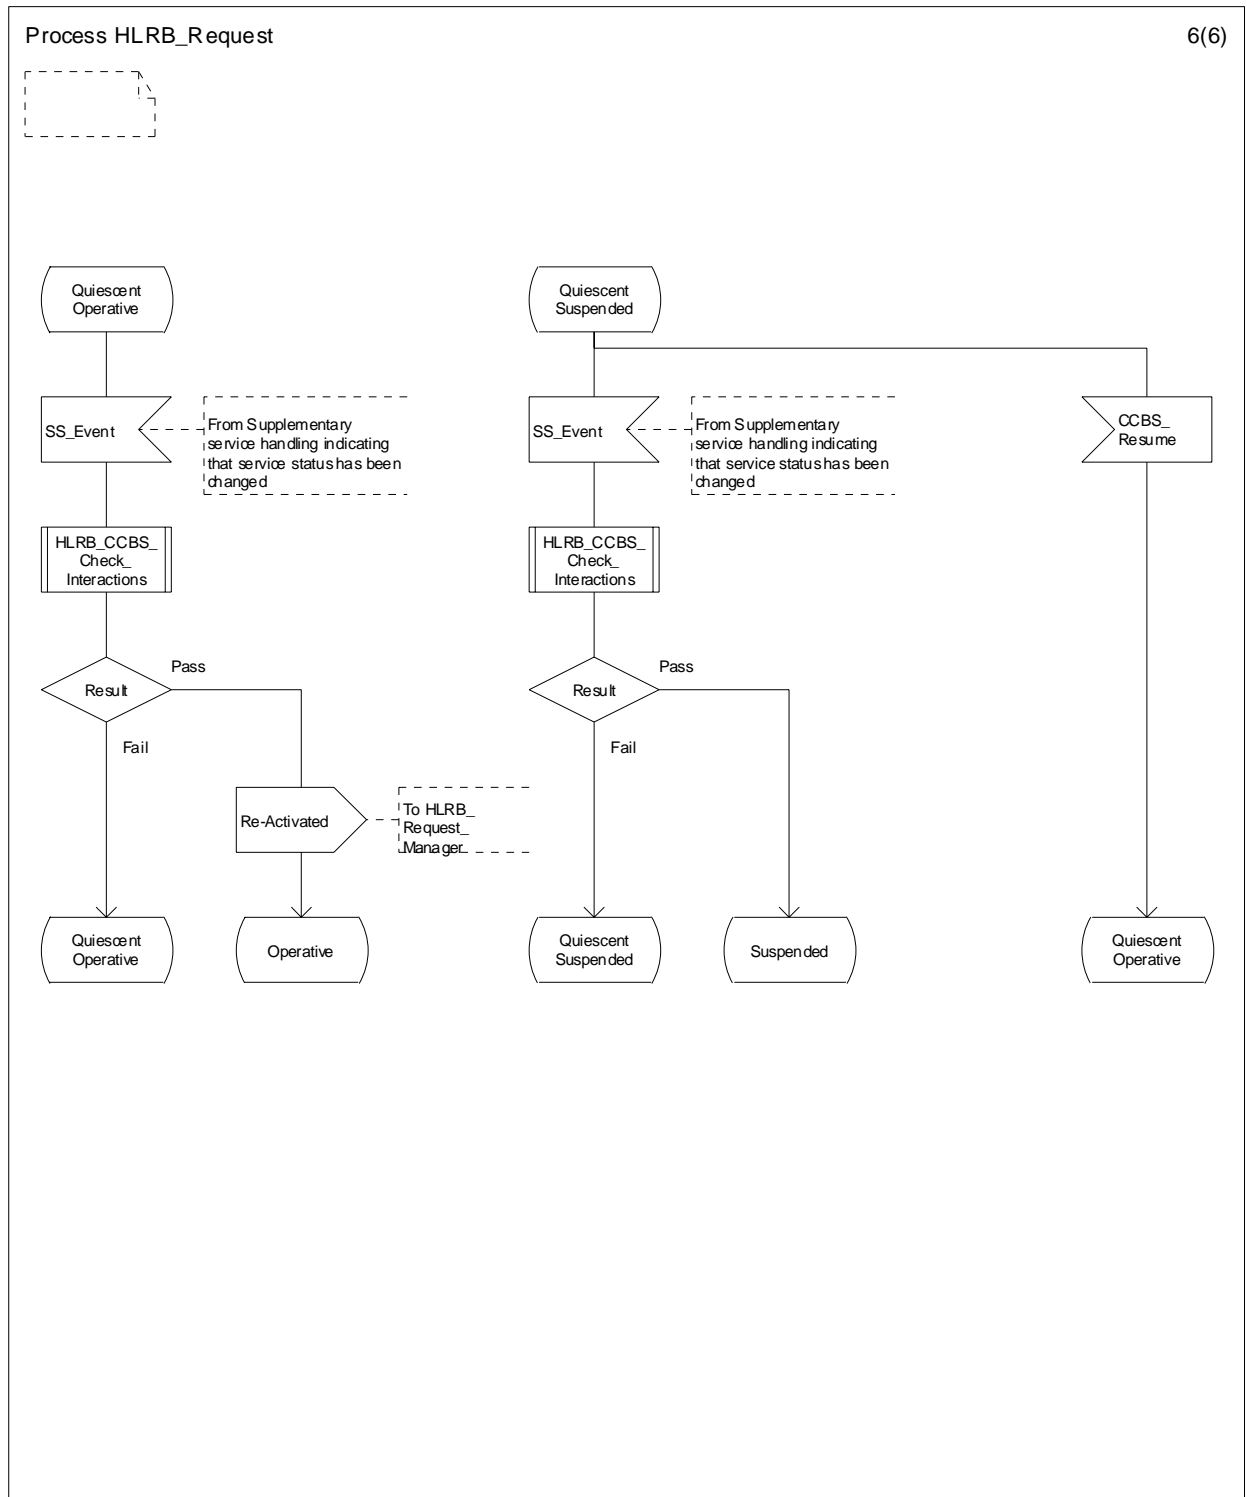 Process HLRB_Request
6(6)
Quiescent
Operative
Quiescent
Suspended
SS_Event
From Supplementary
service handling indicating
that service status has been
changed
SS_Event
From Supplementary
service handling indicating
that service status has been
changed
CCBS_
Resume
HLRB_CCBS_
Check_
Interactions
HLRB_CCBS_
Check_
Interactions
Result
Pass
Fail
Result
Pass
Fail
Re-Activated
To HLRB_
Request_
Manager
Quiescent
Operative
Operative
Quiescent
Suspended
Suspended
Quiescent
Operative